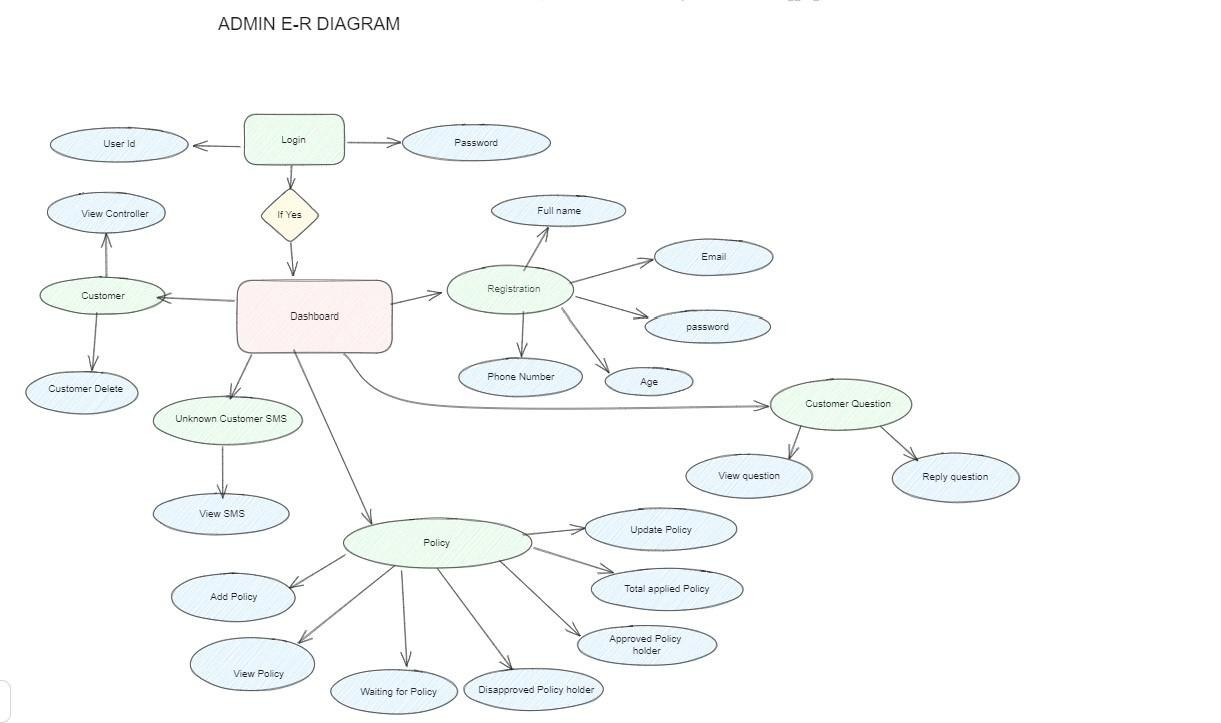 ADMIN E-R DIAGRAM
Login
User Id
Password
View Controller
If Yes
Full name
Email
Registration
Customer
Dashboard
password
Phone Number
Age
Customer Delete
Customer Question
Unknown Customer SMS
View question
Reply question
View SMS
Update Policy
Policy
Total applied Policy
Add Policy
Approved Policy
holder
View Policy
Waiting for Policy
Disapproved Policy holder